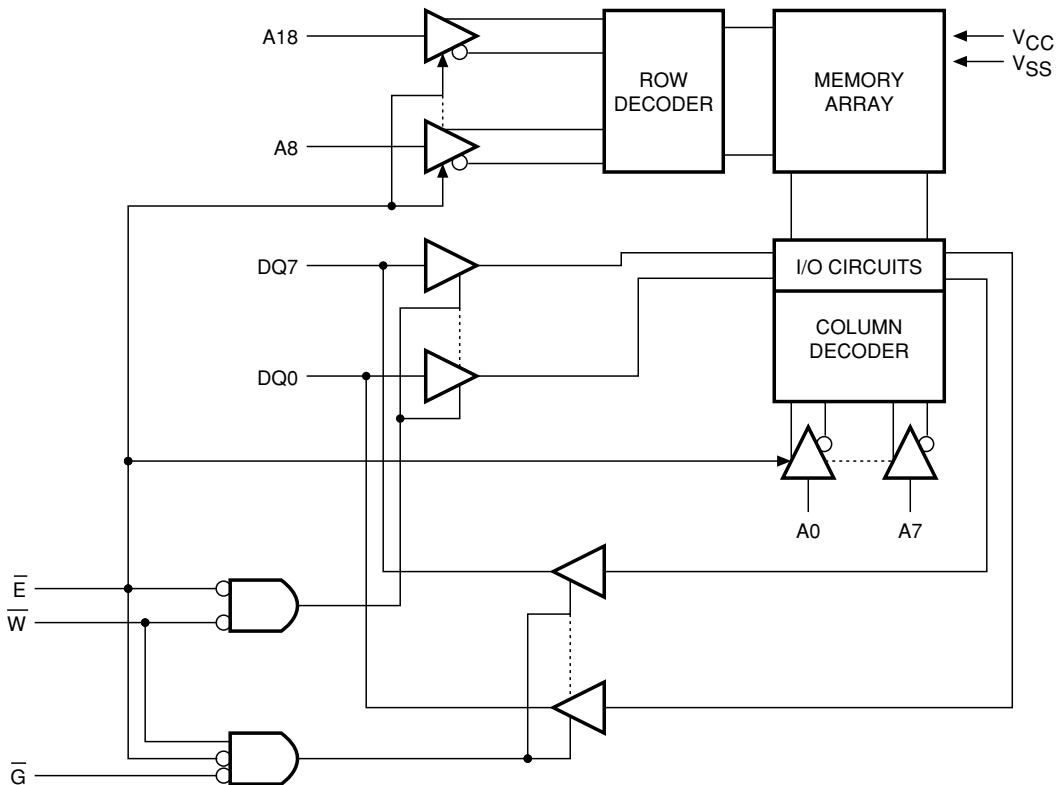 A18
ROW
DECODER
MEMORY
ARRAY
VCC
VSS
A8
DQ7
I/O CIRCUITS
COLUMN
DECODER
DQ0
A0
A7
E̅
W̅
G̅